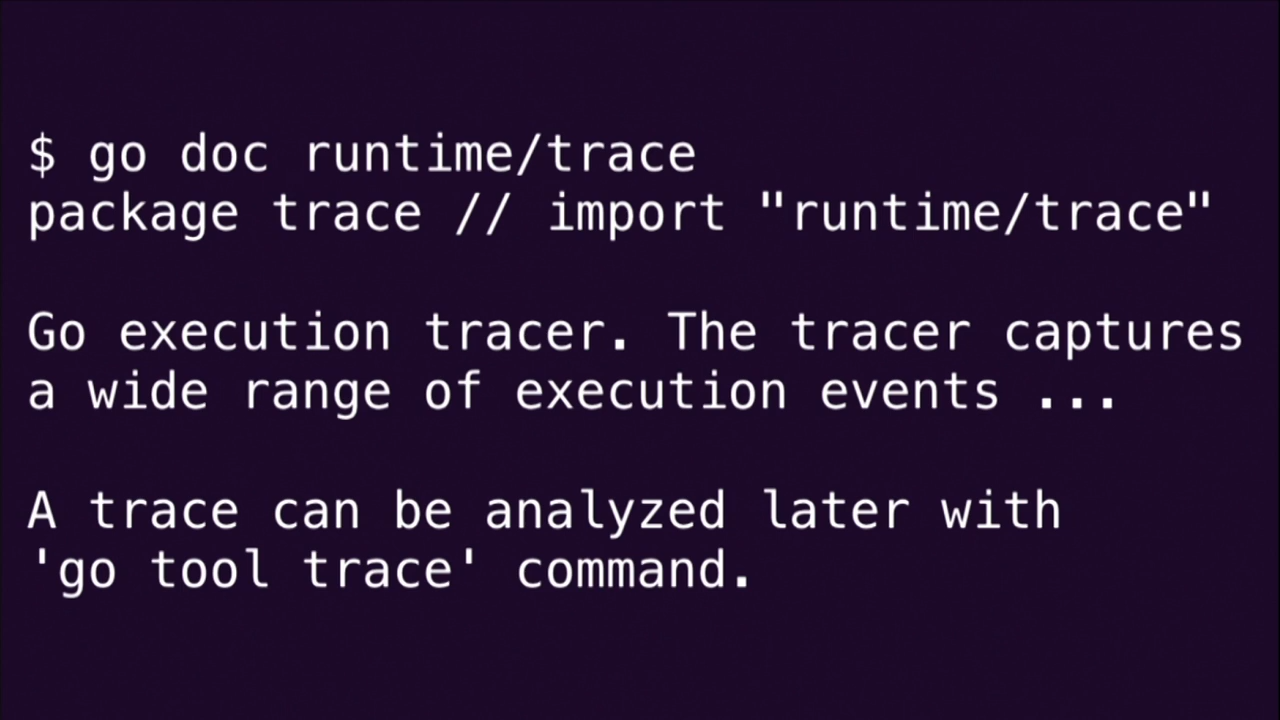 $ go doc runtime/trace
package trace // import "runtime/trace"
Go execution tracer. The tracer captures
a wide range of execution events ...
A trace can be analyzed later with
'go tool trace' command.